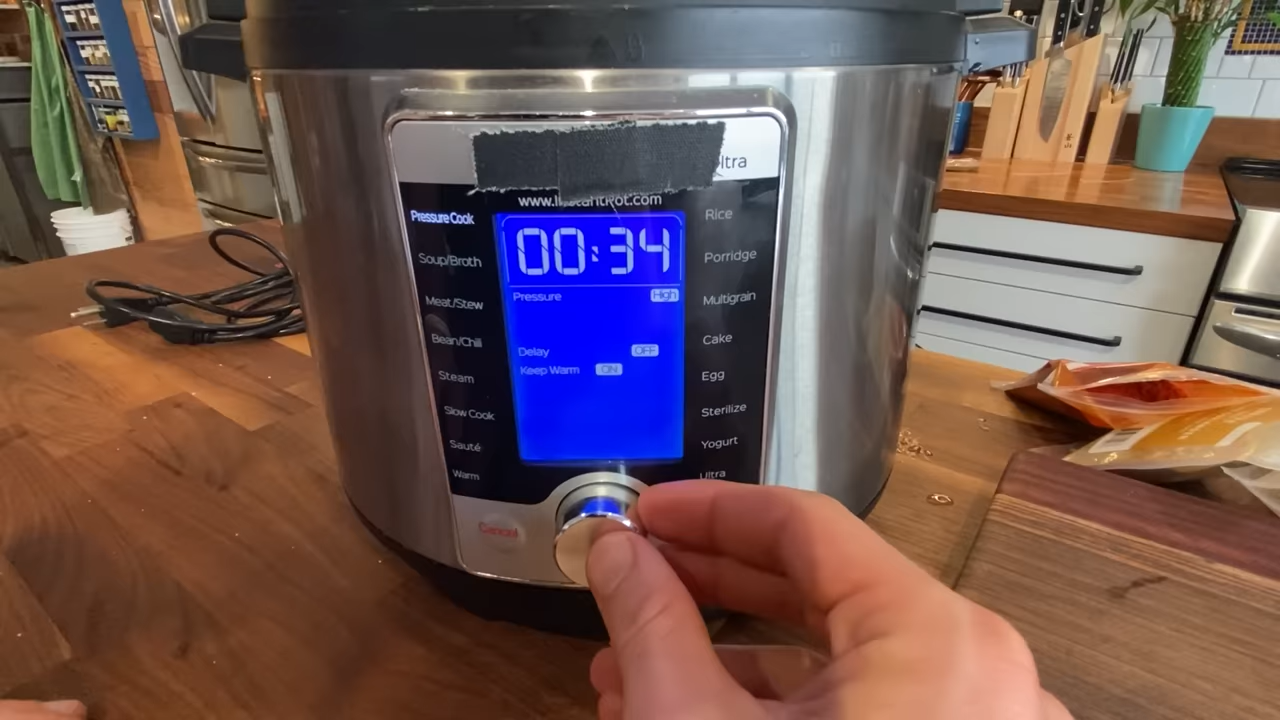 ltra
www.InstantPot.com
Pressure Cook
Soup/Broth
Meat/Stew
Bean/Chili
Steam
Slow Cook
Sauté
Warm
00:34
Pressure High
Delay OFF
Keep Warm ON
Rice
Porridge
Multigrain
Cake
Egg
Sterilize
Yogurt
Ultra
Cancel